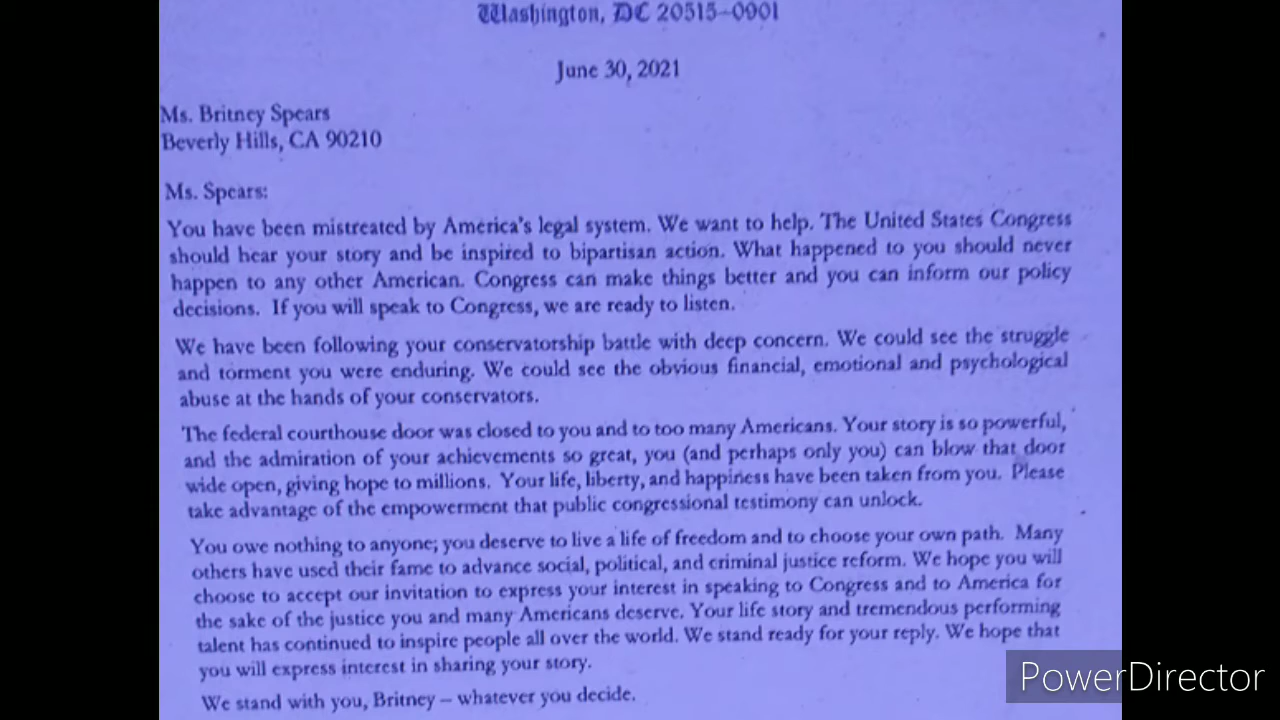 Washington, DC 20515-0901
June 30, 2021
Ms. Britney Spears
Beverly Hills, CA 90210
Ms. Spears:
You have been mistreated by America's legal system. We want to help. The United States Congress
should hear your story and be inspired to bipartisan action. What happened to you should never
happen to any other American. Congress can make things better and you can inform our policy
decisions. If you will speak to Congress, we are ready to listen.
We have been following your conservatorship battle with deep concern. We could see the struggle
and torment you were enduring. We could see the obvious financial, emotional and psychological
abuse at the hands of your conservators.
The federal courthouse door was closed to you and to too many Americans. Your story is so powerful,
and the admiration of your achievements so great, you (and perhaps only you) can blow that door
wide open, giving hope to millions. Your life, liberty, and happiness have been taken from you. Please
take advantage of the empowerment that public congressional testimony can unlock.
You owe nothing to anyone; you deserve to live a life of freedom and to choose your own path. Many
others have used their fame to advance social, political, and criminal justice reform. We hope you will
choose to accept our invitation to express your interest in speaking to Congress and to America for
the sake of the justice you and many Americans deserve. Your life story and tremendous performing
talent has continued to inspire people all over the world. We stand ready for your reply. We hope that
you will express interest in sharing your story.
We stand with you, Britney – whatever you decide.
PowerDirector